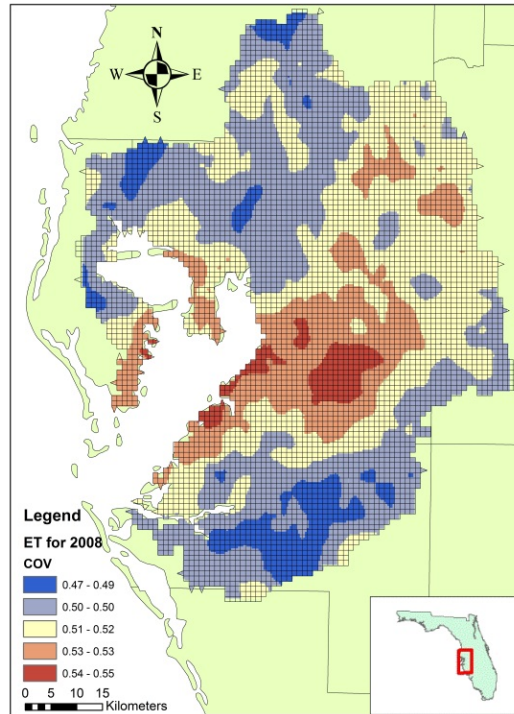 N
W E
S
Legend
ET for 2008
COV
0.47 - 0.49
0.50 - 0.50
0.51 - 0.52
0.53 - 0.53
0.54 - 0.55
0 5 10 15
Kilometers